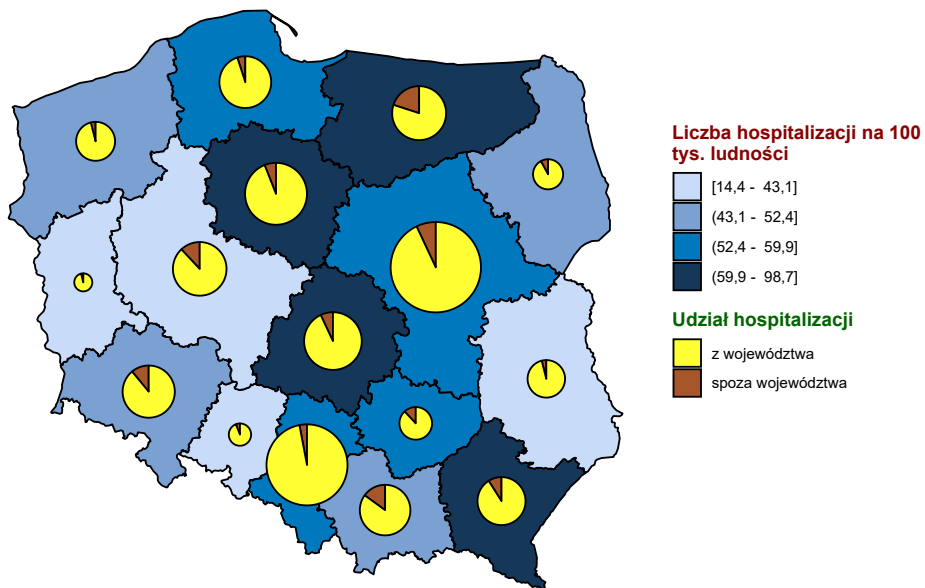 Liczba hospitalizacji na 100
tys. ludności
[14,4 - 43,1]
(43,1 - 52,4]
(52,4 - 59,9]
(59,9 - 98,7]
Udział hospitalizacji
z województwa
spoza województwa